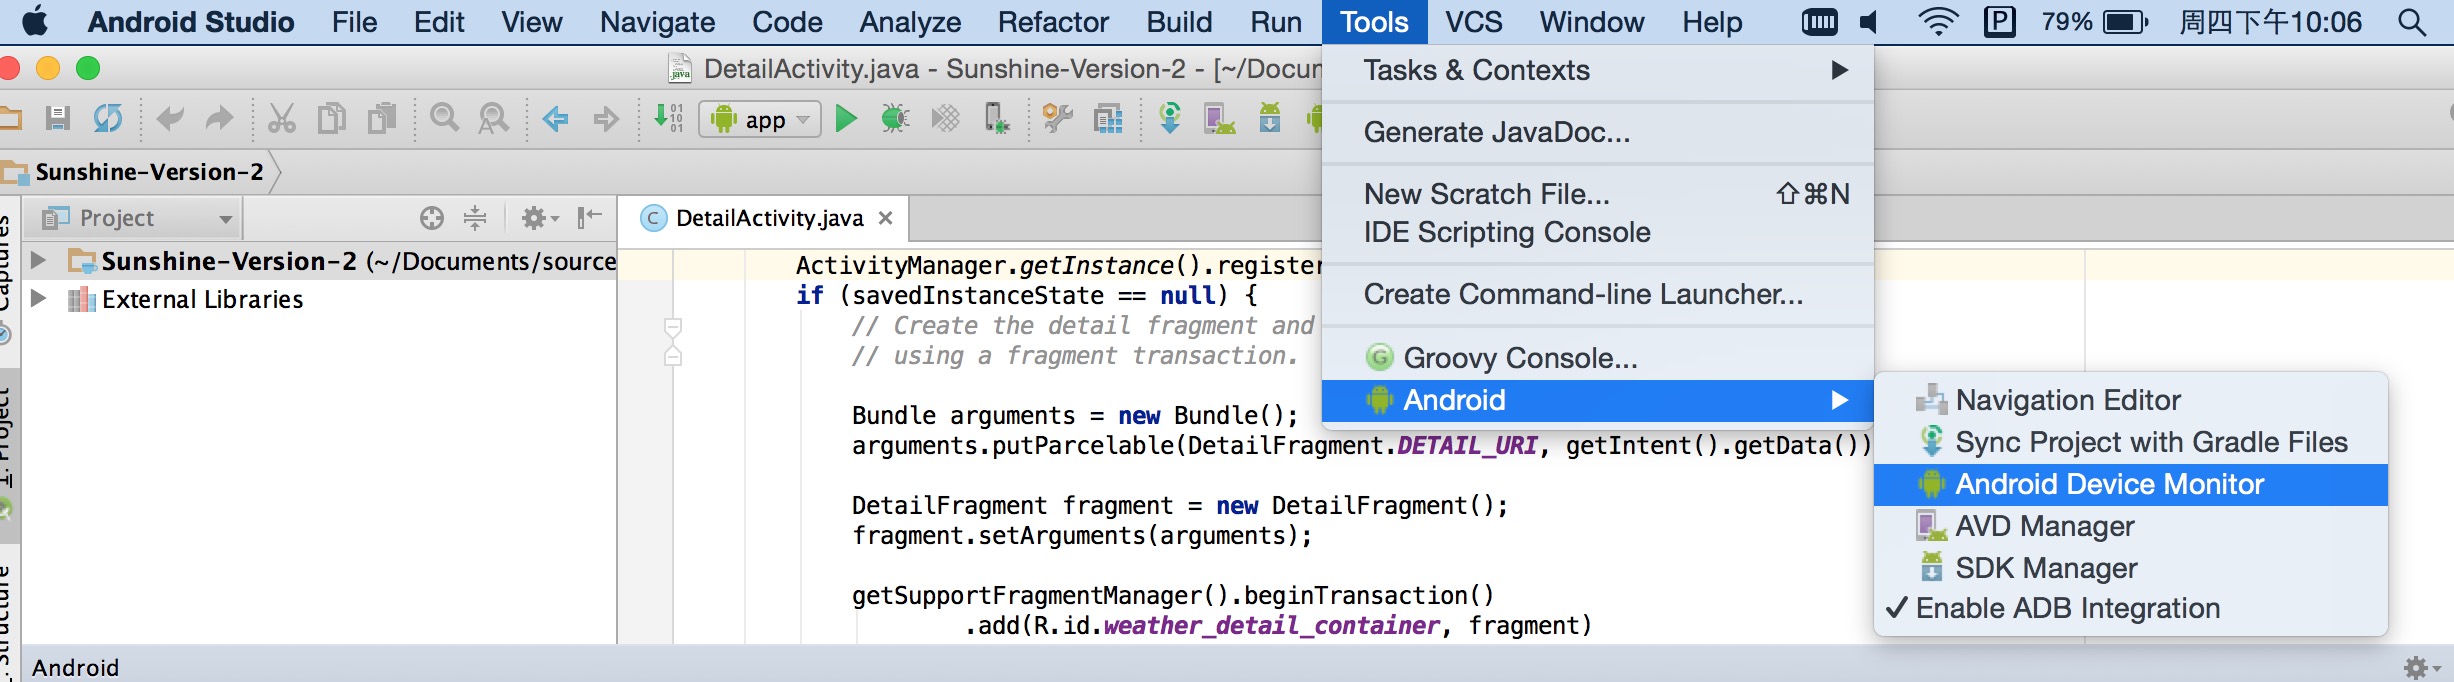 Android Studio File Edit View Navigate Code Analyze Refactor Build Run Tools VCS Window Help P 79% 周四下午10:06
DetailActivity.java - Sunshine-Version-2 - [~/Docum
app
Sunshine-Version-2
Project
DetailActivity.java
Captures
1: Project
Structure
Sunshine-Version-2 (~/Documents/source
External Libraries
ActivityManager.getInstance().register
if (savedInstanceState == null) {
// Create the detail fragment and
// using a fragment transaction.
Bundle arguments = new Bundle();
arguments.putParcelable(DetailFragment.DETAIL_URI, getIntent().getData())
DetailFragment fragment = new DetailFragment();
fragment.setArguments(arguments);
getSupportFragmentManager().beginTransaction()
.add(R.id.weather_detail_container, fragment)
Tasks & Contexts
Generate JavaDoc...
New Scratch File... ⇧⌘N
IDE Scripting Console
Create Command-line Launcher...
Groovy Console...
Android
Navigation Editor
Sync Project with Gradle Files
Android Device Monitor
AVD Manager
SDK Manager
✓ Enable ADB Integration
Android